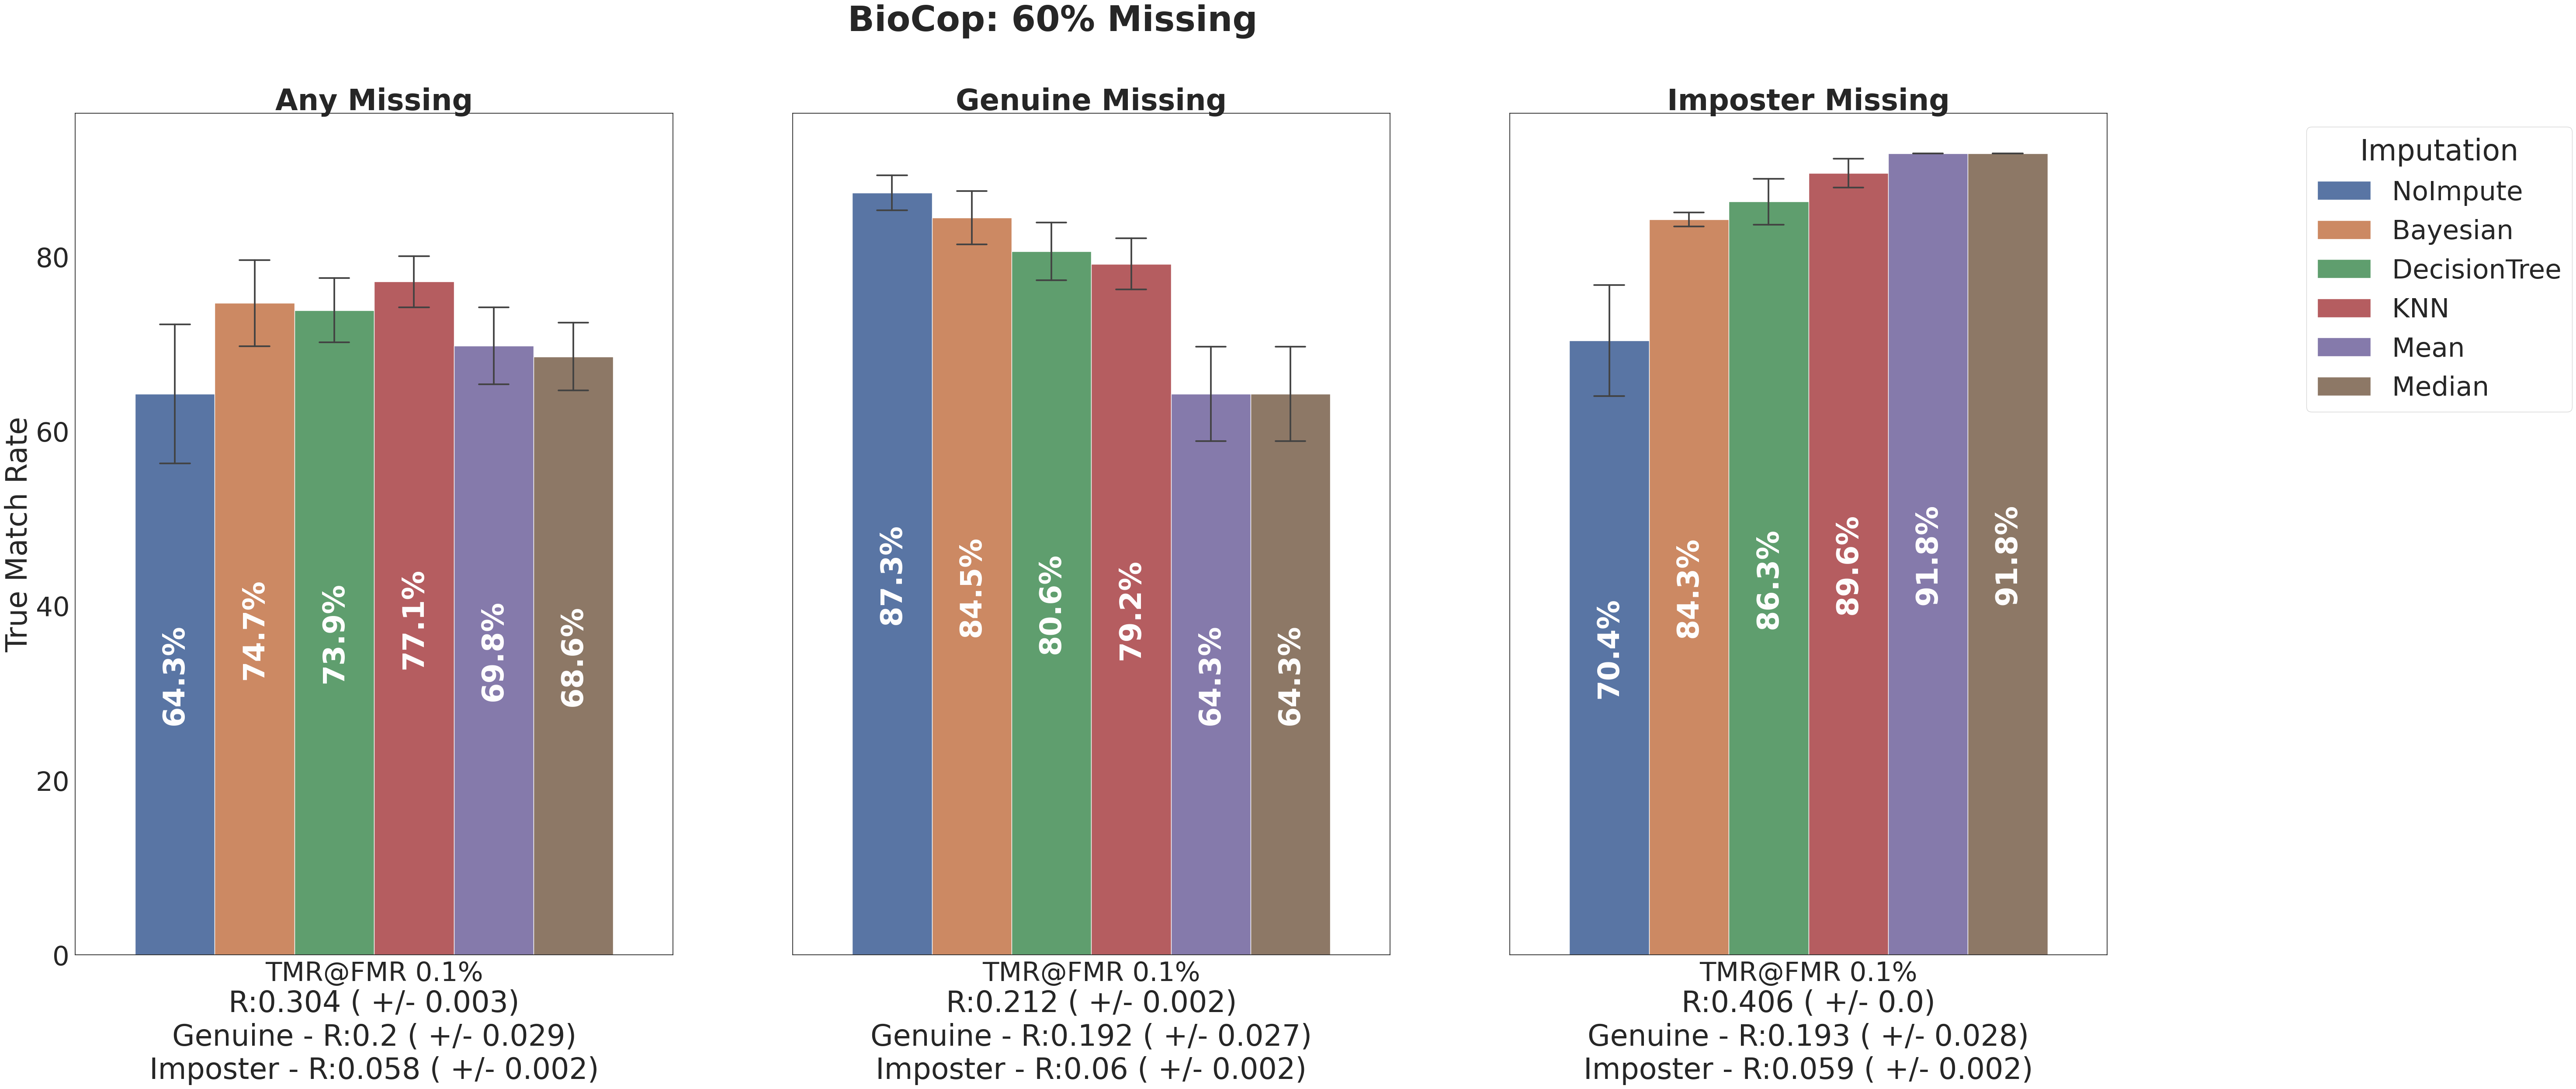 BioCop: 60% Missing
Any Missing
Genuine Missing
Imposter Missing
True Match Rate
80
60
40
20
0
64.3%
74.7%
73.9%
77.1%
69.8%
68.6%
87.3%
84.5%
80.6%
79.2%
64.3%
64.3%
70.4%
84.3%
86.3%
89.6%
91.8%
91.8%
TMR@FMR 0.1%
R:0.304 ( +/- 0.003)
Genuine - R:0.2 ( +/- 0.029)
Imposter - R:0.058 ( +/- 0.002)
TMR@FMR 0.1%
R:0.212 ( +/- 0.002)
Genuine - R:0.192 ( +/- 0.027)
Imposter - R:0.06 ( +/- 0.002)
TMR@FMR 0.1%
R:0.406 ( +/- 0.0)
Genuine - R:0.193 ( +/- 0.028)
Imposter - R:0.059 ( +/- 0.002)
Imputation
NoImpute
Bayesian
DecisionTree
KNN
Mean
Median